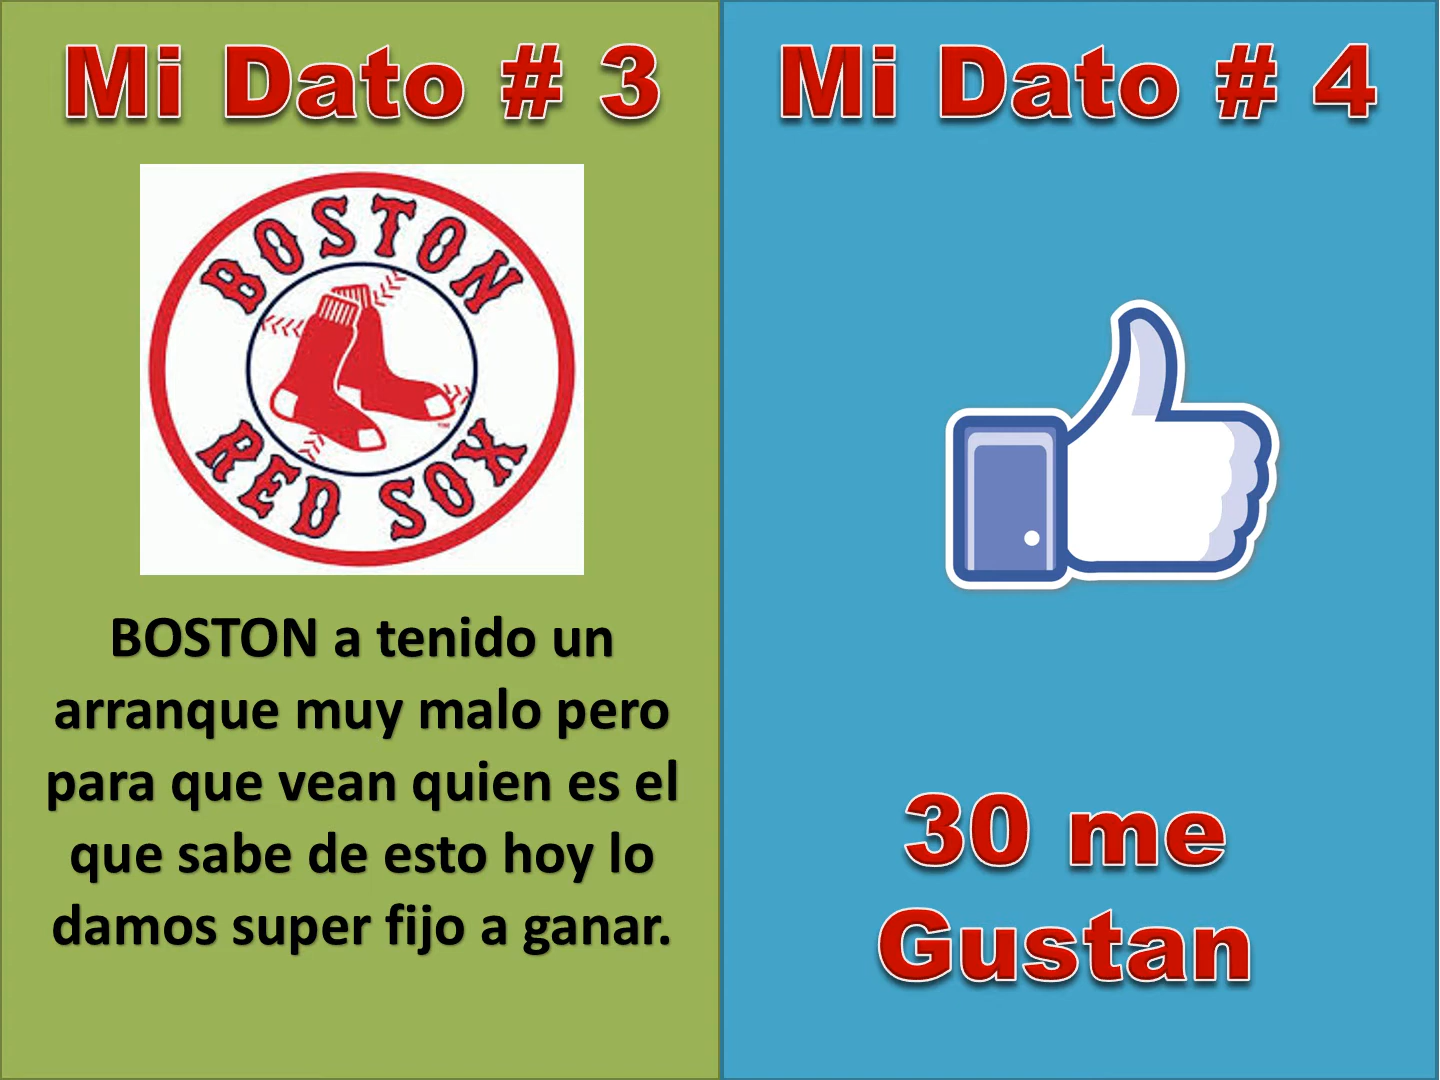 Mi Dato # 3
BOSTON
RED SOX
BOSTON a tenido un
arranque muy malo pero
para que vean quien es el
que sabe de esto hoy lo
damos super fijo a ganar.
Mi Dato # 4
30 me
Gustan